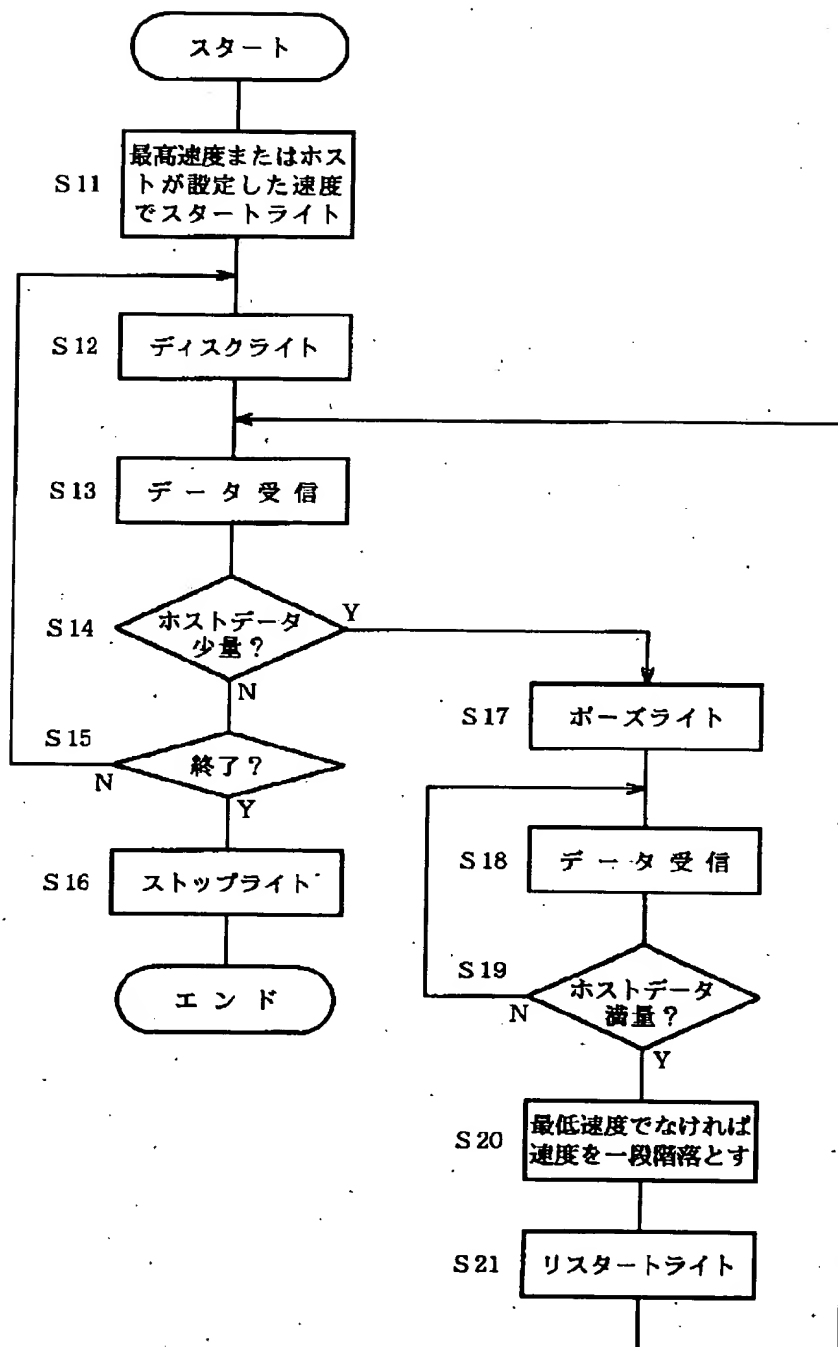 スタート
S11
最高速度またはホス
トが設定した速度
でスタートライト
S12
ディスクライト
S13
データ受信
S14
ホストデータ
少量?
Y
N
S15
終了?
N
Y
S16
ストップライト
エンド
S17
ポーズライト
S18
データ受信
S19
ホストデータ
満量?
N
Y
S20
最低速度でなければ
速度を一段階落とす
S21
リスタートライト